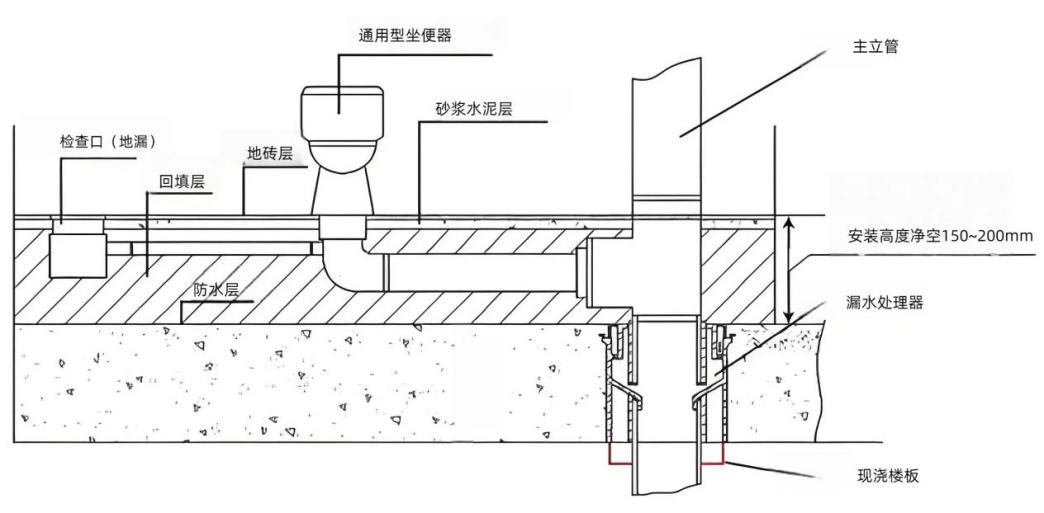 通用型坐便器
主立管
砂浆水泥层
检查口（地漏）
地砖层
回填层
安装高度净空150~200mm
防水层
漏水处理器
现浇楼板